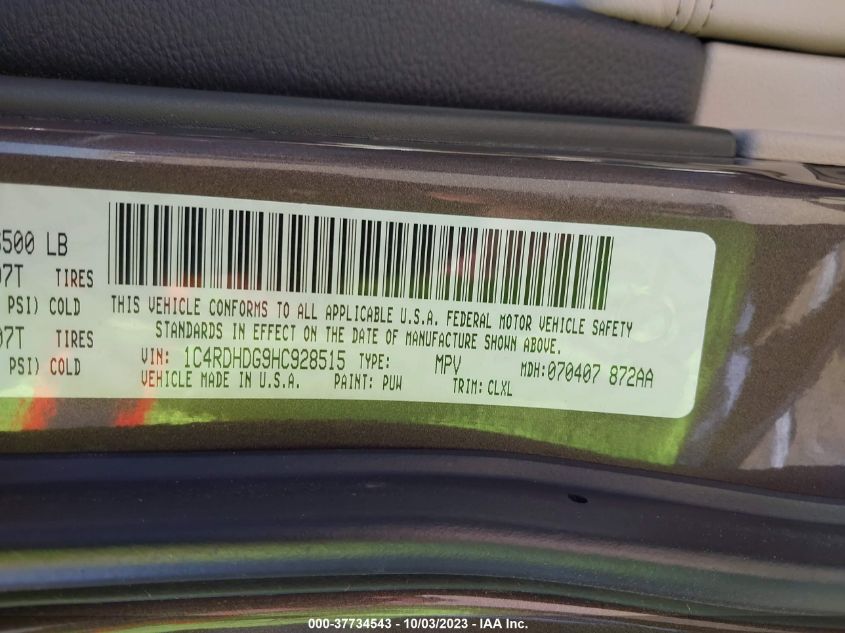 500 LB
07T TIRES
PSI) COLD
07T TIRES
PSI) COLD
THIS VEHICLE CONFORMS TO ALL APPLICABLE U.S.A. FEDERAL MOTOR VEHICLE SAFETY
STANDARDS IN EFFECT ON THE DATE OF MANUFACTURE SHOWN ABOVE.
VIN: 1C4RDHDG9HC928515 TYPE: MPV MDH:070407 872AA
VEHICLE MADE IN U.S.A. PAINT: PUW TRIM: CLXL
000-37734543 - 10/03/2023 - IAA Inc.